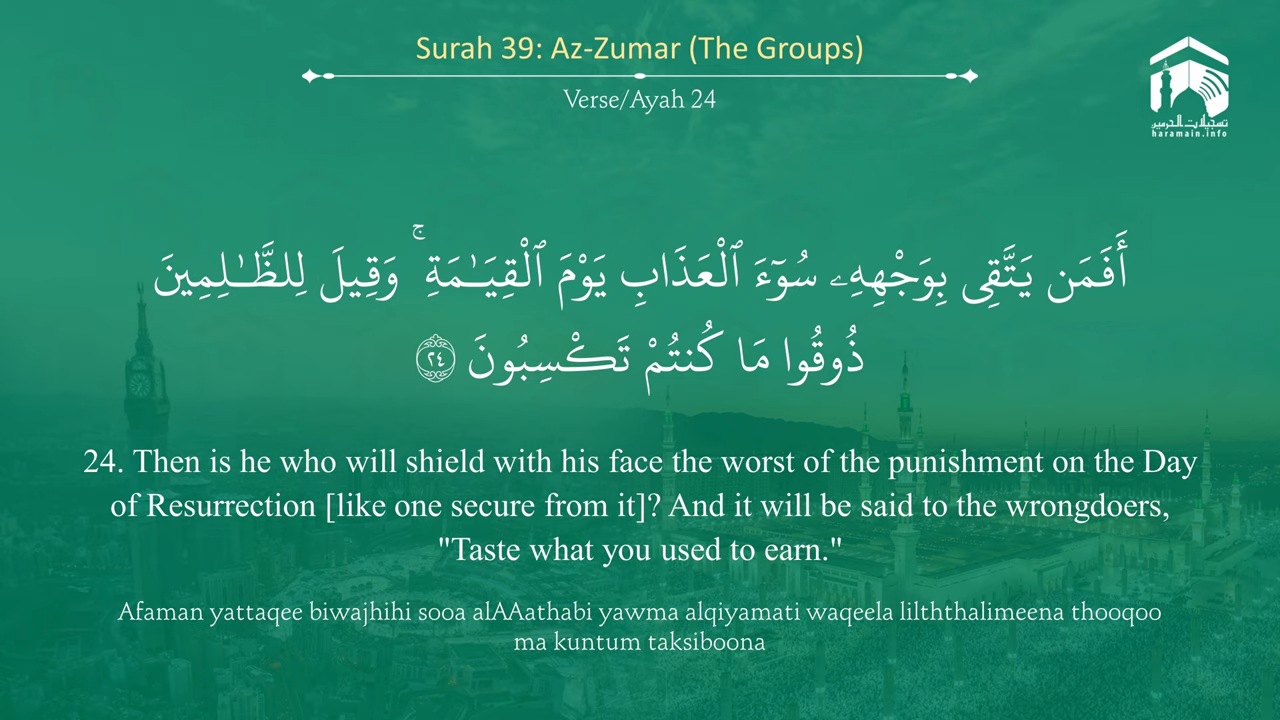 Surah 39: Az-Zumar (The Groups)
Verse/Ayah 24
تسجيلات الحرمين
haramain.info
أَفَمَن يَتَّقِى بِوَجْهِهِۦ سُوٓءَ ٱلْعَذَابِ يَوْمَ ٱلْقِيَـٰمَةِ ۚ وَقِيلَ لِلظَّـٰلِمِينَ
ذُوقُوا مَا كُنتُمْ تَكْسِبُونَ ٢٤
24. Then is he who will shield with his face the worst of the punishment on the Day
of Resurrection [like one secure from it]? And it will be said to the wrongdoers,
"Taste what you used to earn."
Afaman yattaqee biwajhihi sooa alAAathabi yawma alqiyamati waqeela lilththalimeena thooqoo
ma kuntum taksiboona